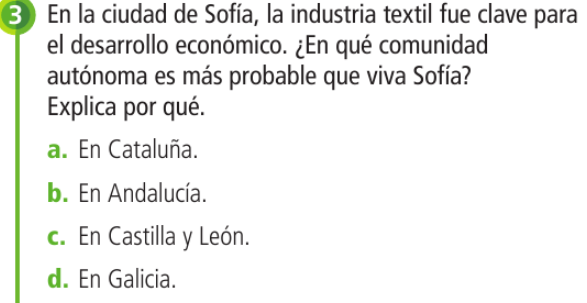 3 En la ciudad de Sofía, la industria textil fue clave para
el desarrollo económico. ¿En qué comunidad
autónoma es más probable que viva Sofía?
Explica por qué.
a. En Cataluña.
b. En Andalucía.
c. En Castilla y León.
d. En Galicia.